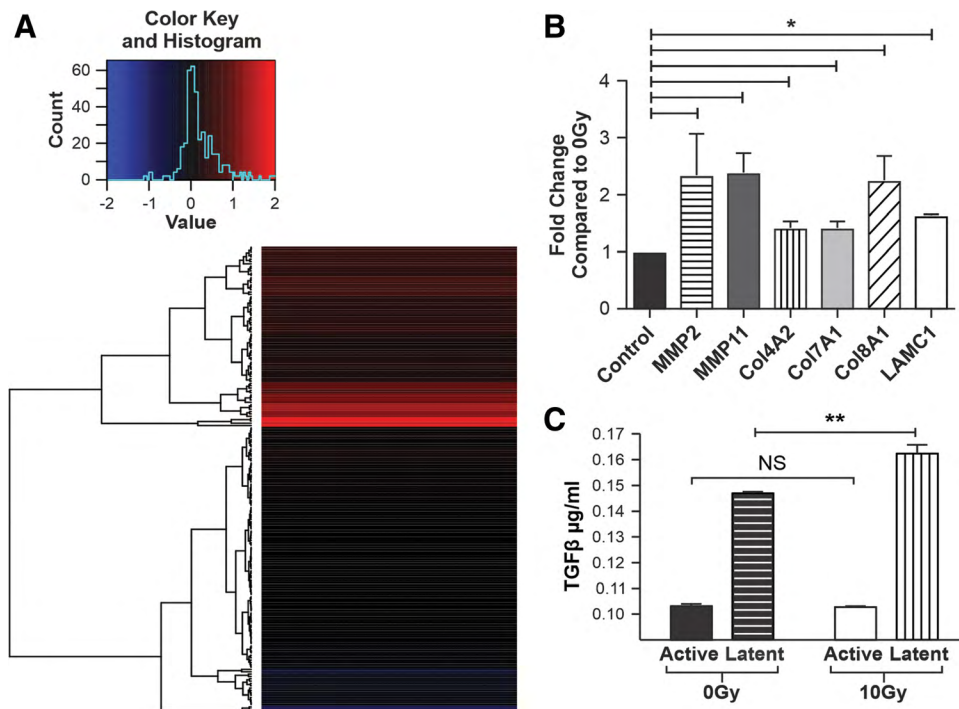 A
Color Key
and Histogram
Count
60
40
20
0
-2 -1 0 1 2
Value
B
*
Fold Change
Compared to 0Gy
4
3
2
1
0
Control MMP2 MMP11 Col4A2 Col7A1 Col8A1 LAMC1
C
**
NS
TGFβ µg/ml
0.17
0.16
0.15
0.14
0.13
0.12
0.11
0.10
Active Latent Active Latent
0Gy 10Gy